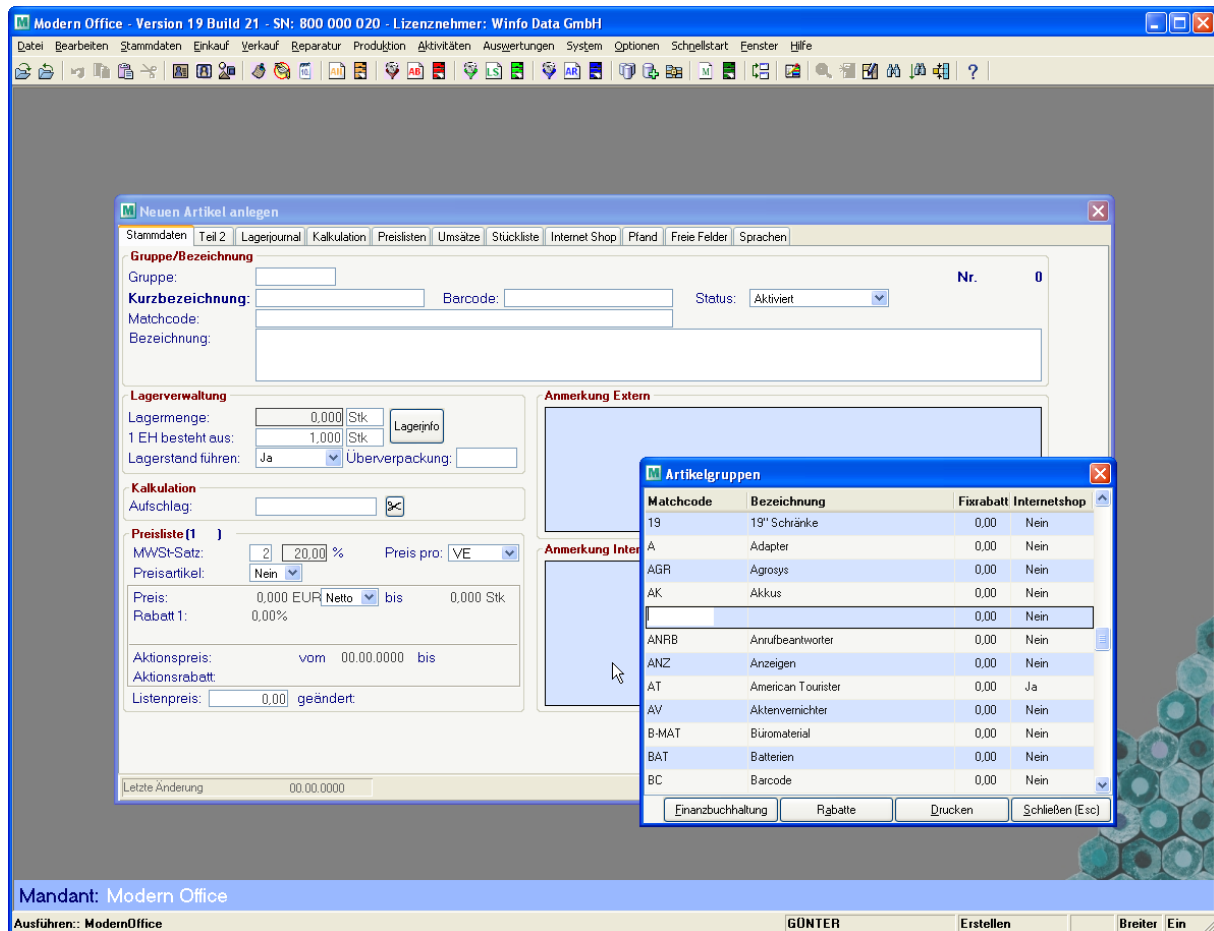 Modern Office - Version 19 Build 21 - SN: 800 000 020 - Lizenznehmer: Winfo Data GmbH
Datei Bearbeiten Stammdaten Einkauf Verkauf Reparatur Produktion Aktivitäten Auswertungen System Optionen Schnellstart Fenster Hilfe
Neuen Artikel anlegen
Stammdaten Teil 2 Lagerjournal Kalkulation Preislisten Umsätze Stückliste Internet Shop Pfand Freie Felder Sprachen
Gruppe/Bezeichnung
Gruppe: Nr. 0
Kurzbezeichnung: Barcode: Status: Aktiviert
Matchcode:
Bezeichnung:
Lagerverwaltung
Lagermenge: 0,000 Stk Lagerinfo
1 EH besteht aus: 1,000 Stk
Lagerstand führen: Ja Überverpackung:
Kalkulation
Aufschlag:
Preisliste (1 )
MWSt-Satz: 2 20,00 % Preis pro: VE
Preisartikel: Nein
Preis: 0,000 EUR Netto bis 0,000 Stk
Rabatt 1: 0,00%
Aktionspreis: vom 00.00.0000 bis
Aktionsrabatt:
Listenpreis: 0,00 geändert:
Letzte Änderung 00.00.0000
Anmerkung Extern
Anmerkung Inter
Artikelgruppen
Matchcode Bezeichnung Fixrabatt Internetshop
19 19'' Schränke 0,00 Nein
A Adapter 0,00 Nein
AGR Agrosys 0,00 Nein
AK Akkus 0,00 Nein
0,00 Nein
ANRB Anrufbeantworter 0,00 Nein
ANZ Anzeigen 0,00 Nein
AT American Tourister 0,00 Ja
AV Aktenvernichter 0,00 Nein
B-MAT Büromaterial 0,00 Nein
BAT Batterien 0,00 Nein
BC Barcode 0,00 Nein
Finanzbuchhaltung Rabatte Drucken Schließen (Esc)
Mandant: Modern Office
Ausführen:: ModernOffice GÜNTER Erstellen Breiter Ein